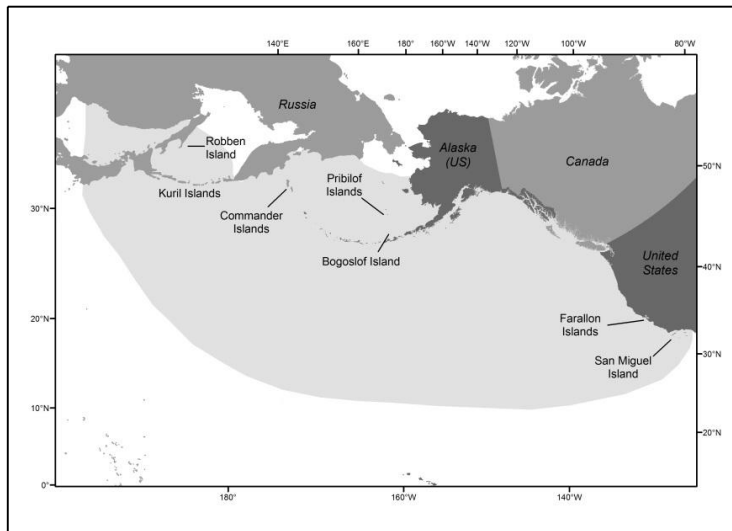 140°E 160°E 180° 160°W 140°W 120°W 100°W 80°W
Russia
Robben
Island
Alaska
(US)
Canada
50°N
Pribilof
Islands
Kuril Islands
Commander
Islands
30°N
Bogoslof Island
United
States
40°N
Farallon
Islands
20°N
San Miguel
Island
30°N
10°N
20°N
0°
180° 160°W 140°W